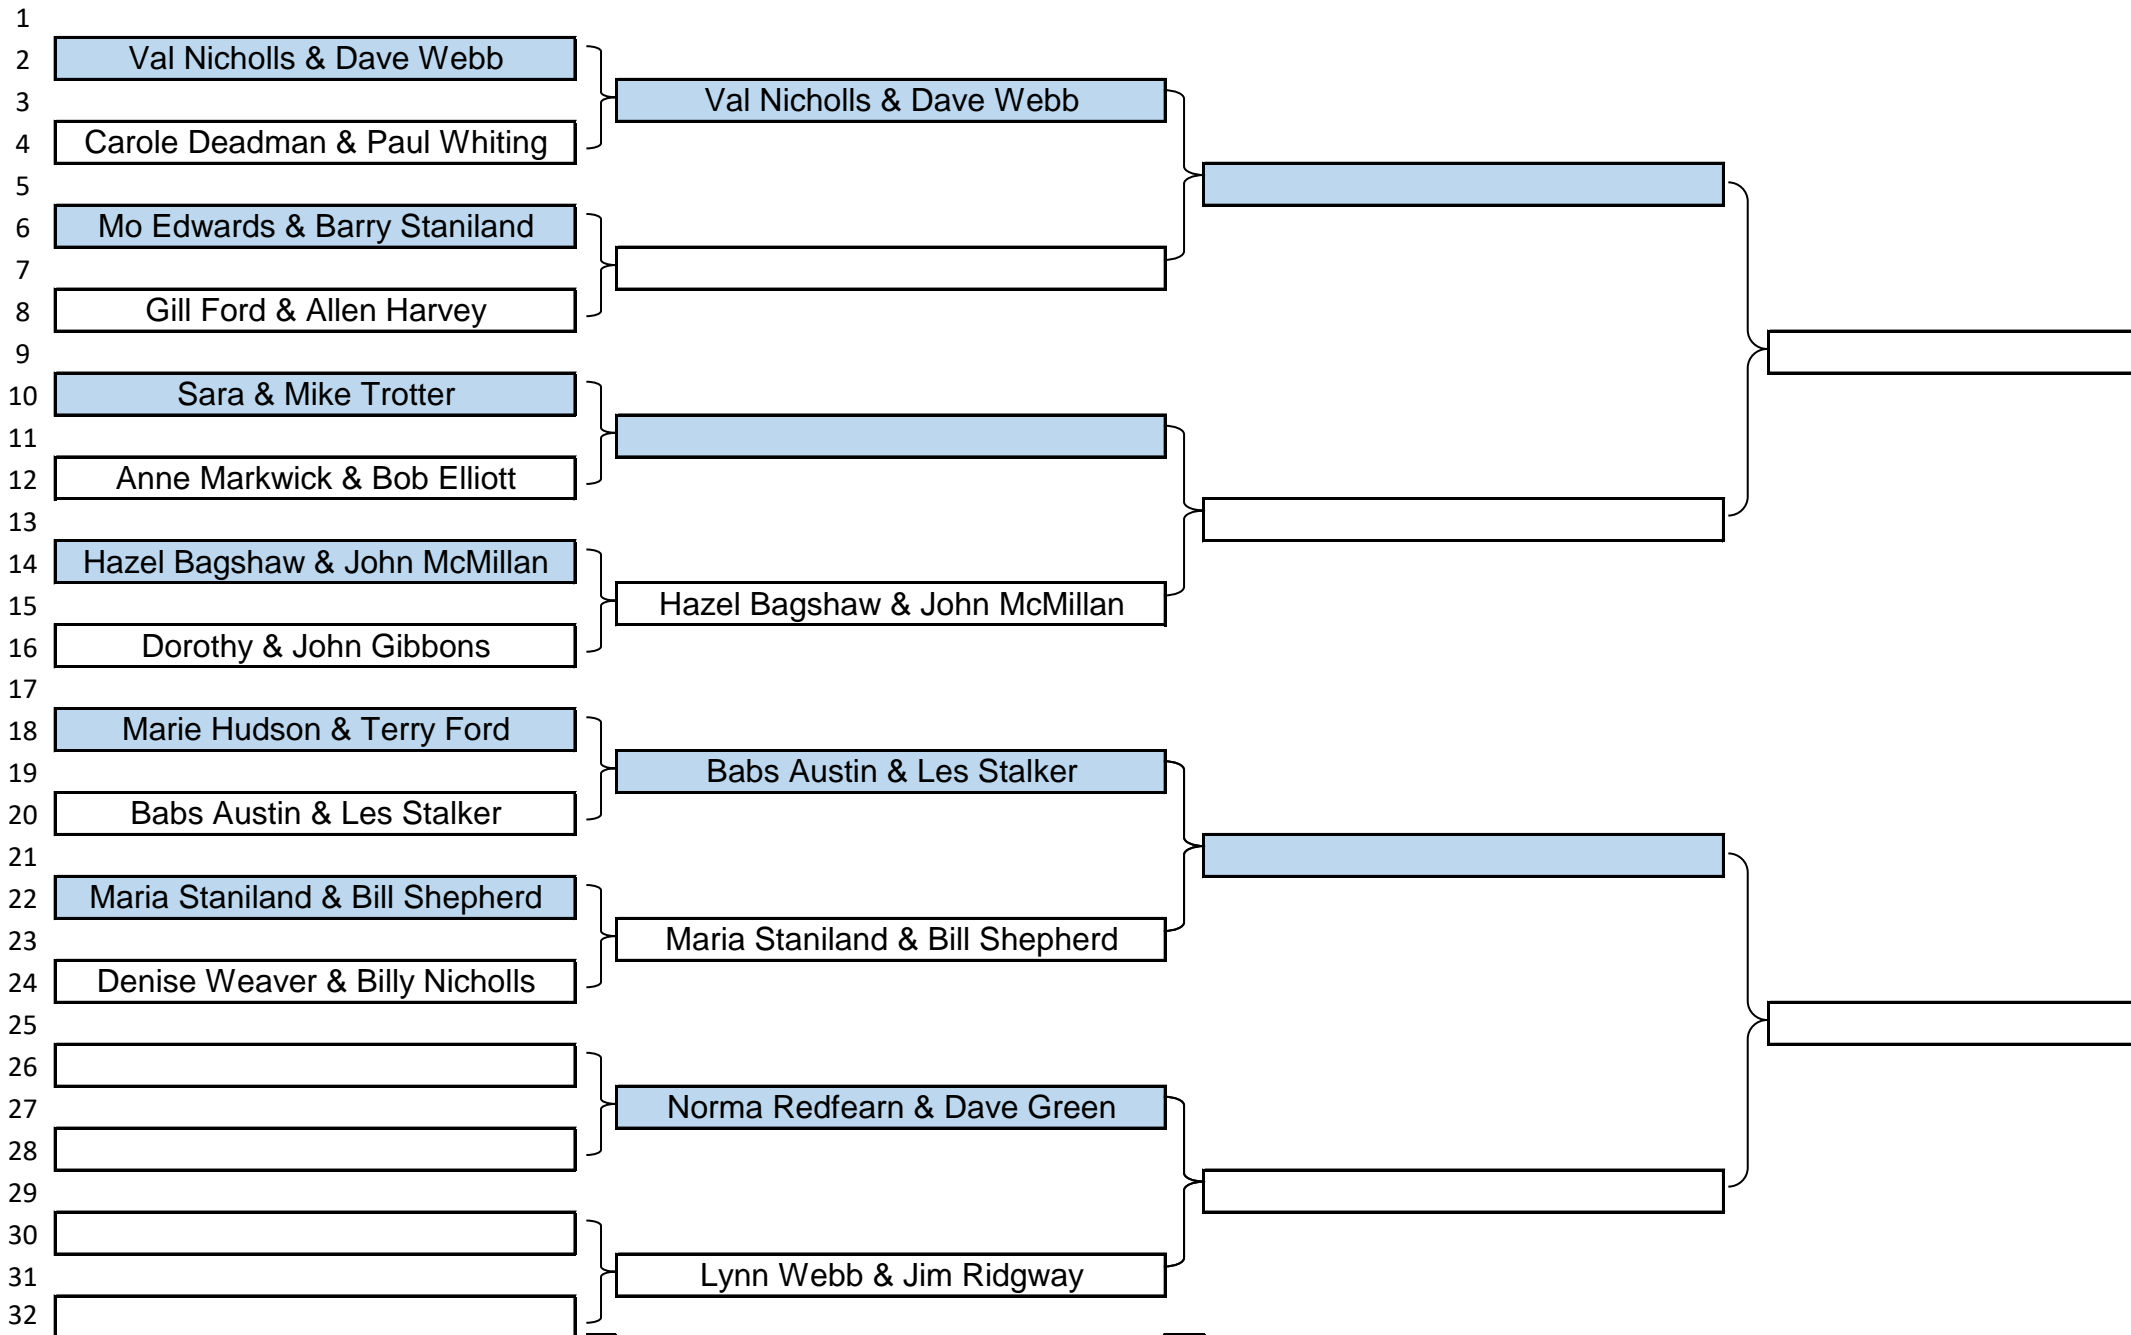 1
2 Val Nicholls & Dave Webb
3 Val Nicholls & Dave Webb
4 Carole Deadman & Paul Whiting
5
6 Mo Edwards & Barry Staniland
7
8 Gill Ford & Allen Harvey
9
10 Sara & Mike Trotter
11
12 Anne Markwick & Bob Elliott
13
14 Hazel Bagshaw & John McMillan
15 Hazel Bagshaw & John McMillan
16 Dorothy & John Gibbons
17
18 Marie Hudson & Terry Ford
19 Babs Austin & Les Stalker
20 Babs Austin & Les Stalker
21
22 Maria Staniland & Bill Shepherd
23 Maria Staniland & Bill Shepherd
24 Denise Weaver & Billy Nicholls
25
26
27 Norma Redfearn & Dave Green
28
29
30
31 Lynn Webb & Jim Ridgway
32